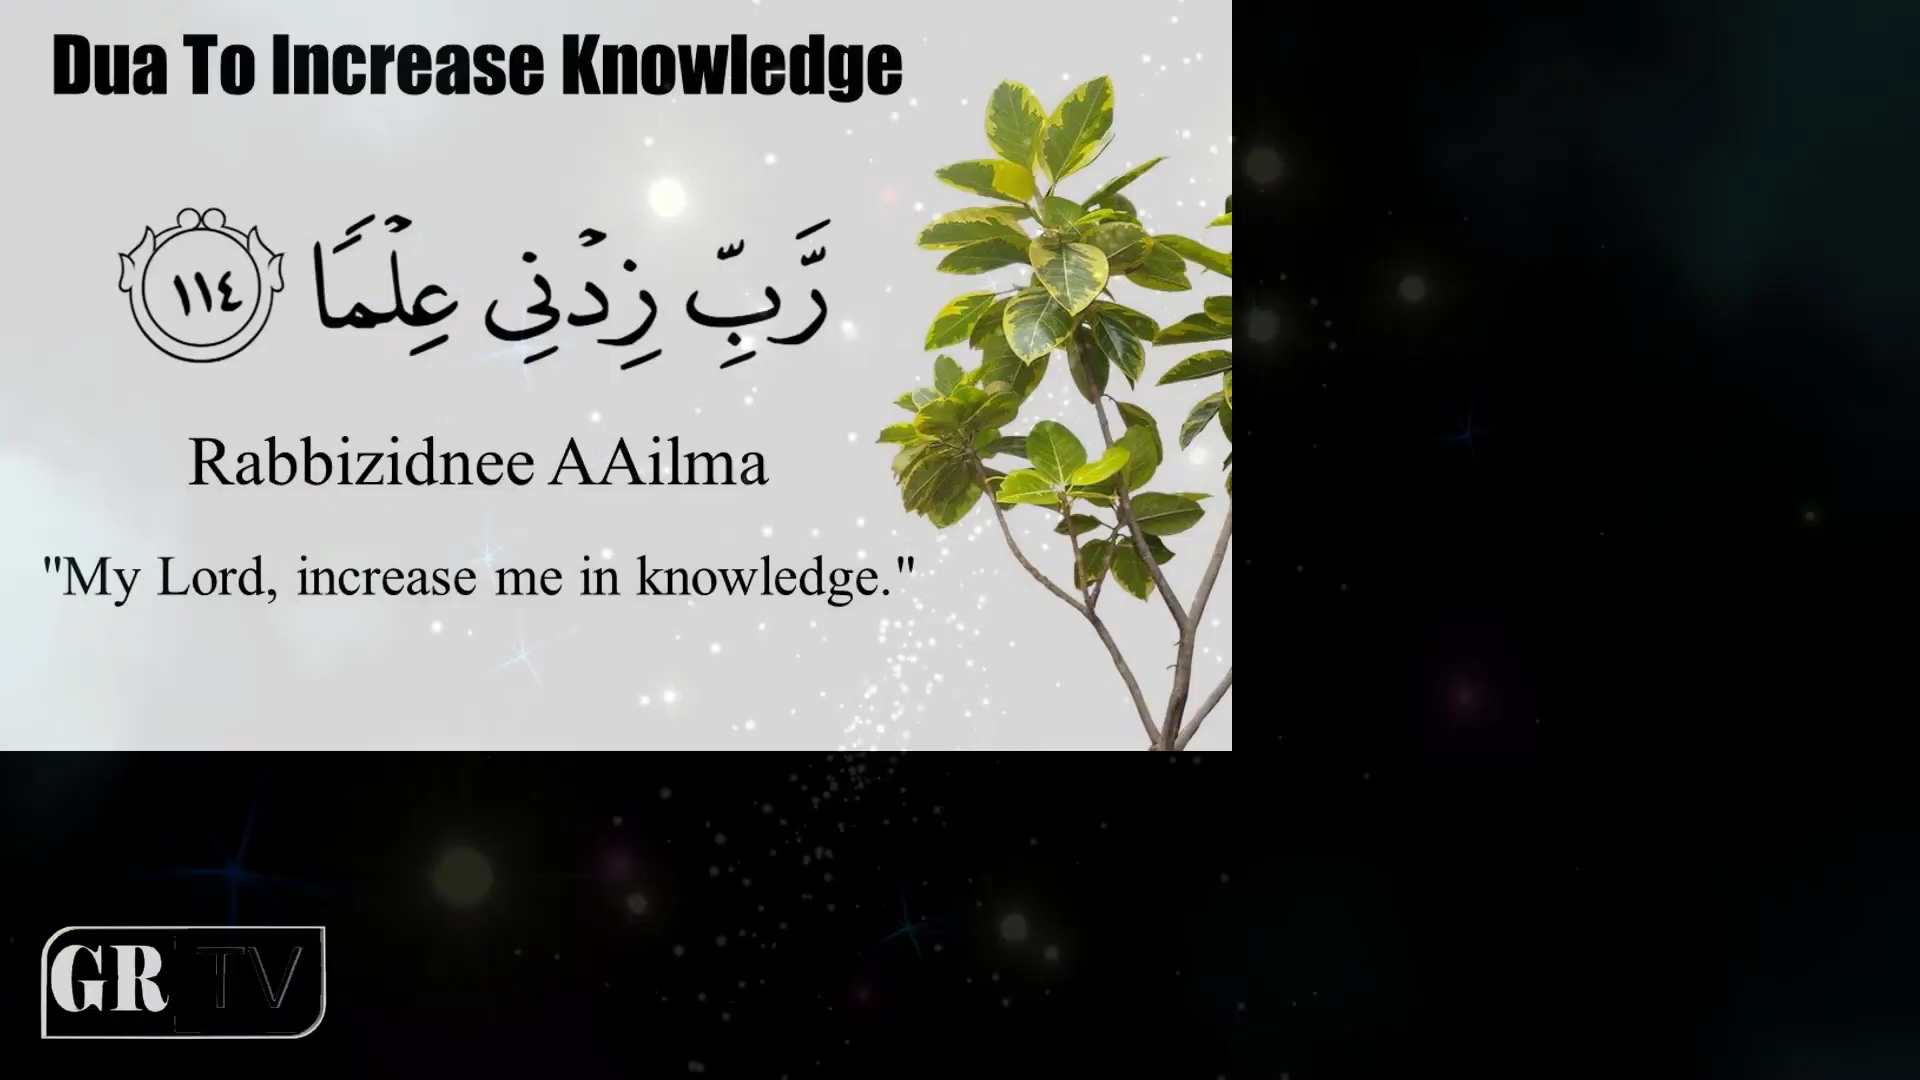 Dua To Increase Knowledge
رَّبِّ زِدْنِي عِلْمًا ١١٤
Rabbizidnee AAilma
"My Lord, increase me in knowledge."
GR TV